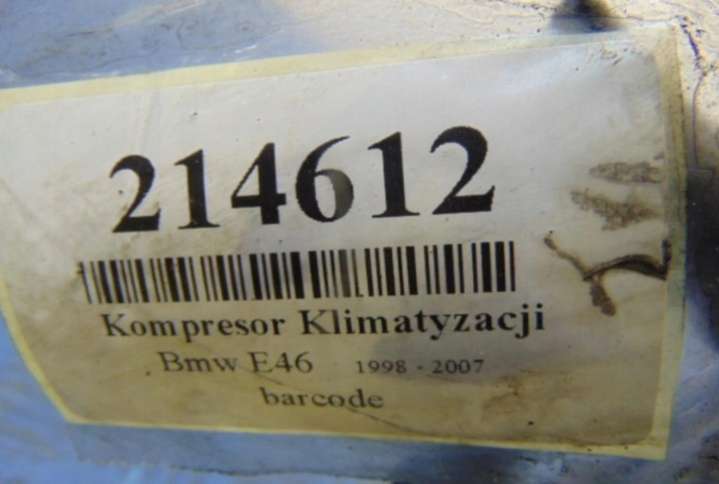 214612
Kompresor Klimatyzacji
Bmw E46 1998 - 2007
barcode